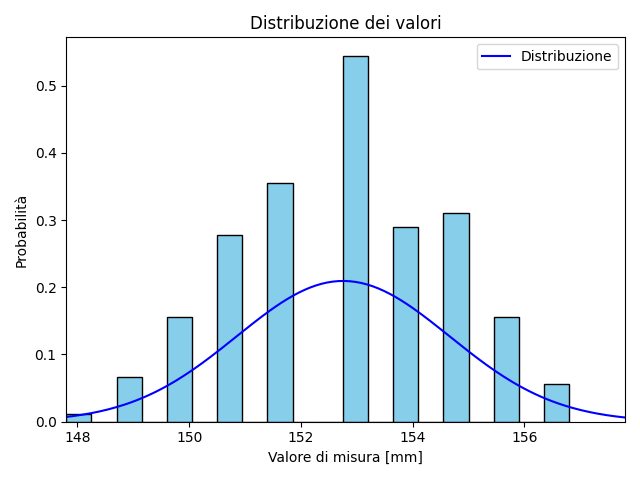 Distribuzione dei valori
Distribuzione
Probabilità
0.5
0.4
0.3
0.2
0.1
0.0
148 150 152 154 156
Valore di misura [mm]